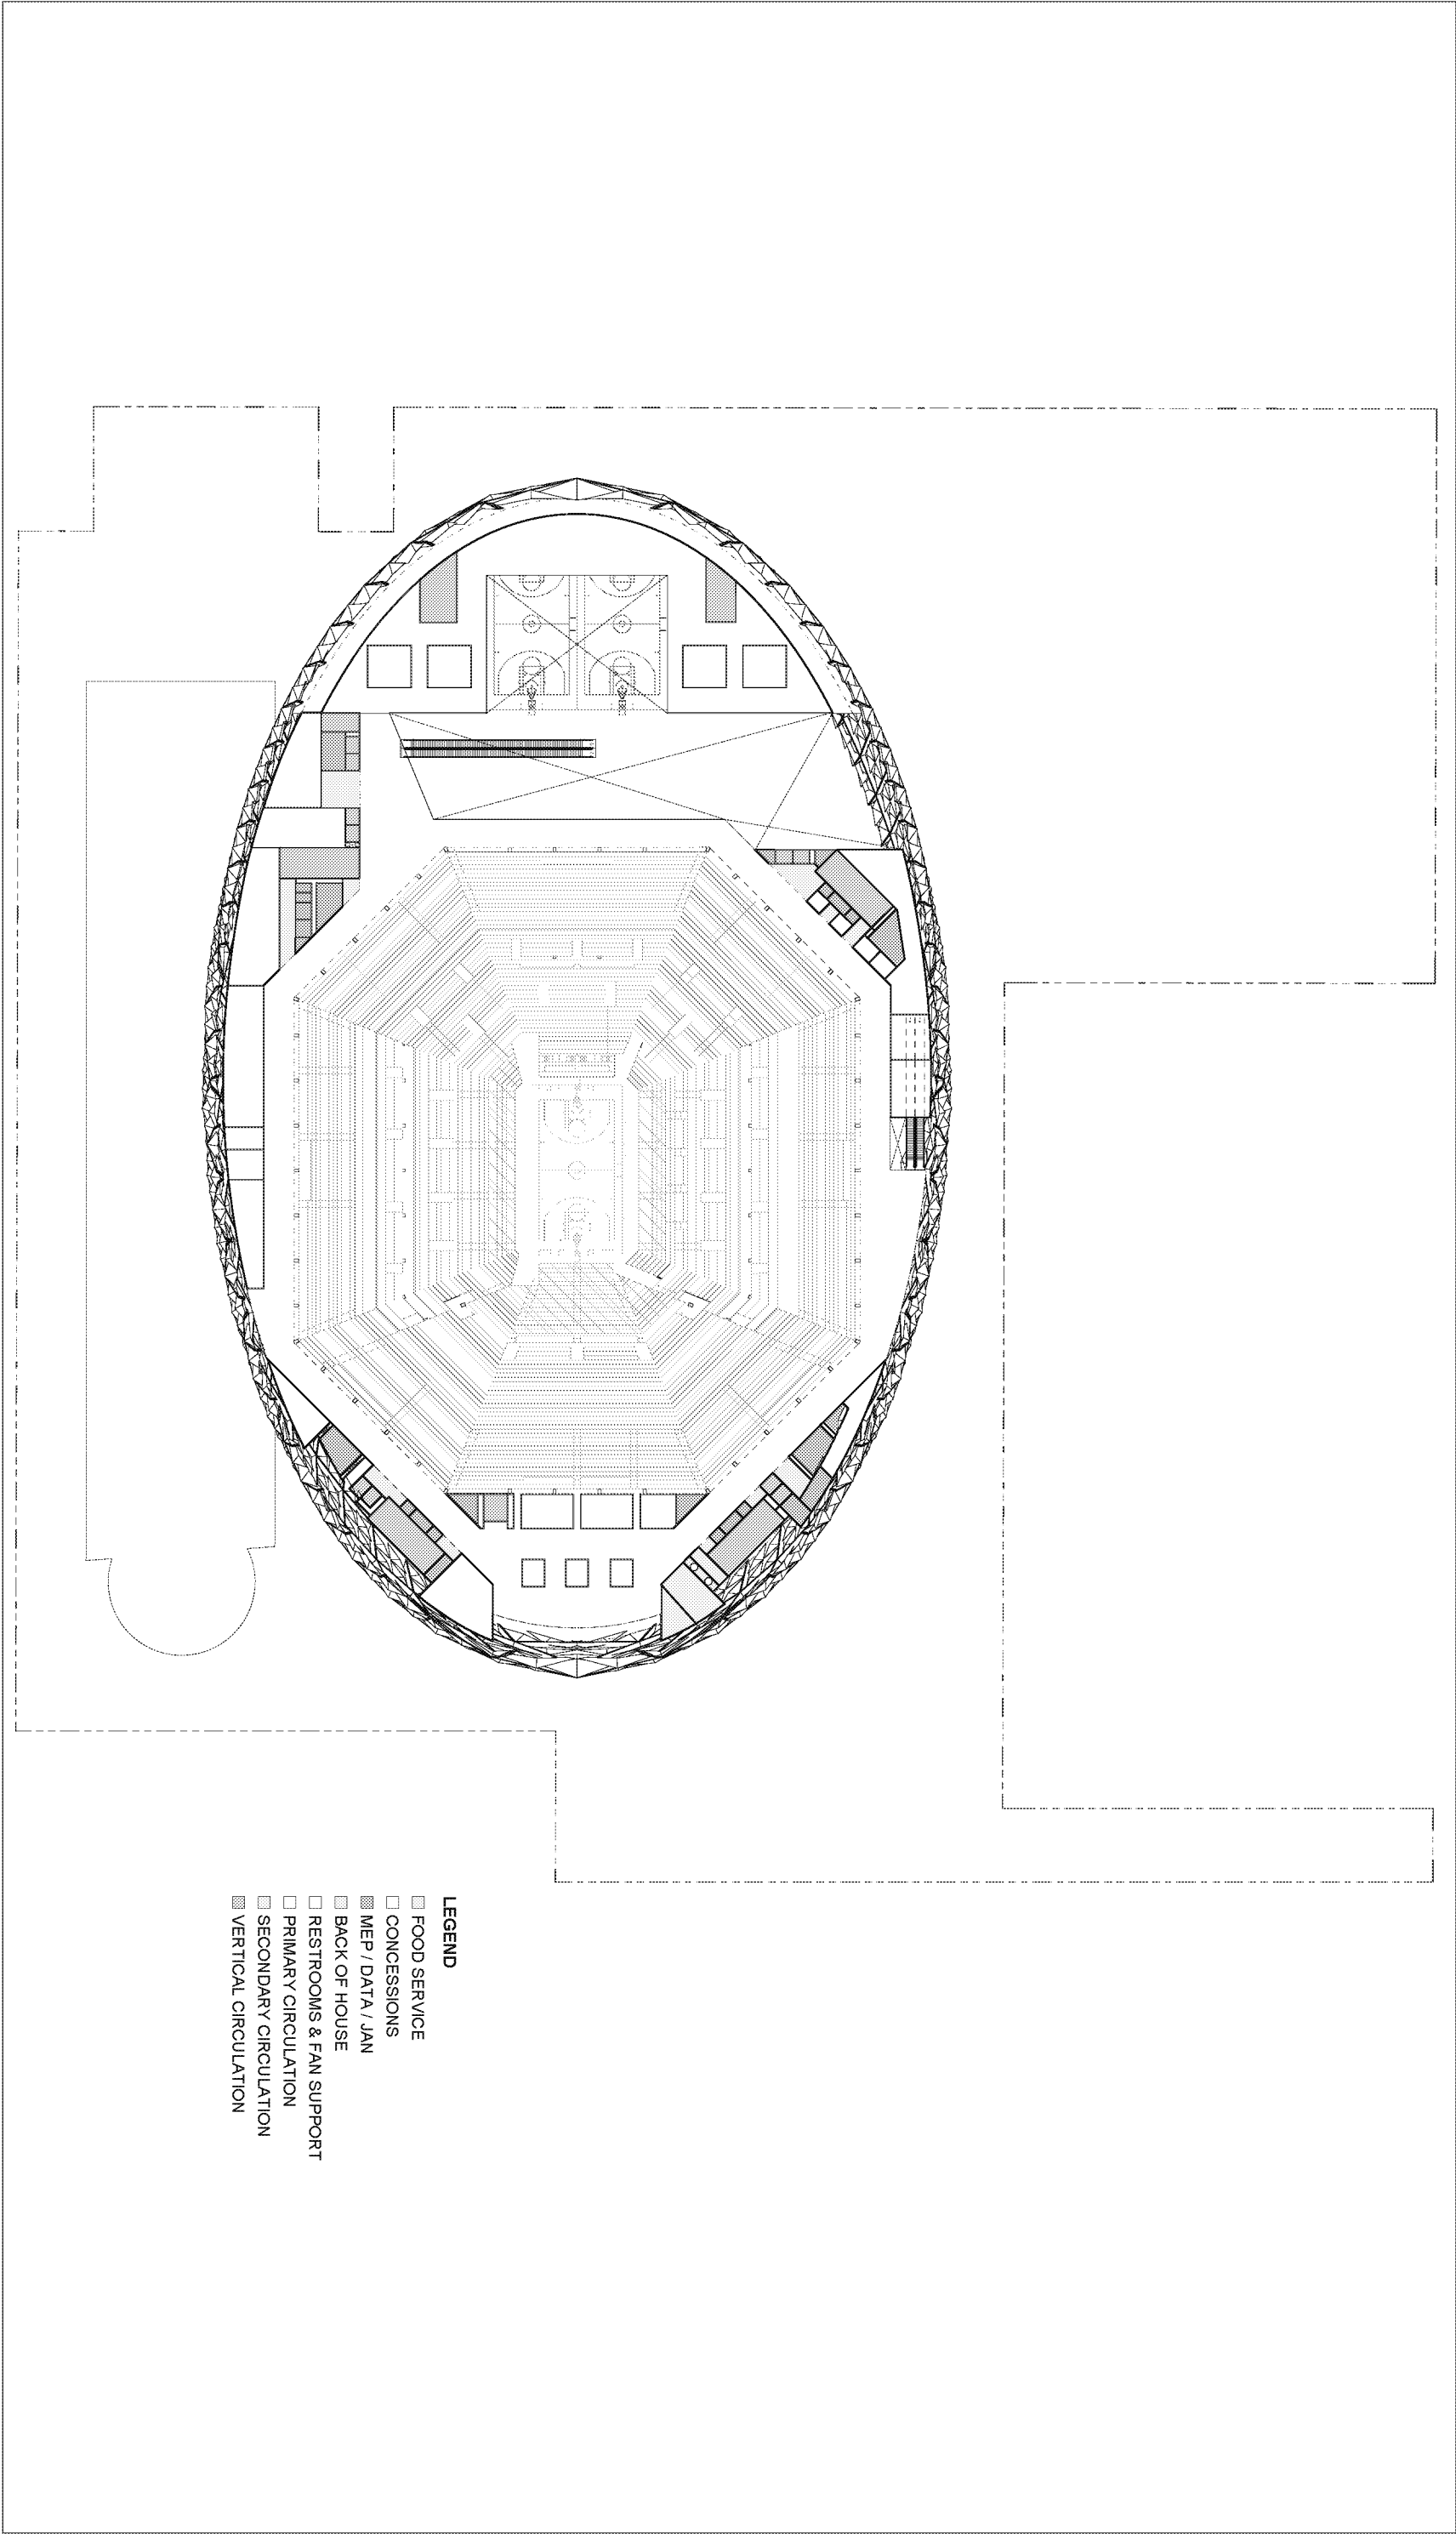 LEGEND
FOOD SERVICE
CONCESSIONS
MEP / DATA / JAN
BACK OF HOUSE
RESTROOMS & FAN SUPPORT
PRIMARY CIRCULATION
SECONDARY CIRCULATION
VERTICAL CIRCULATION